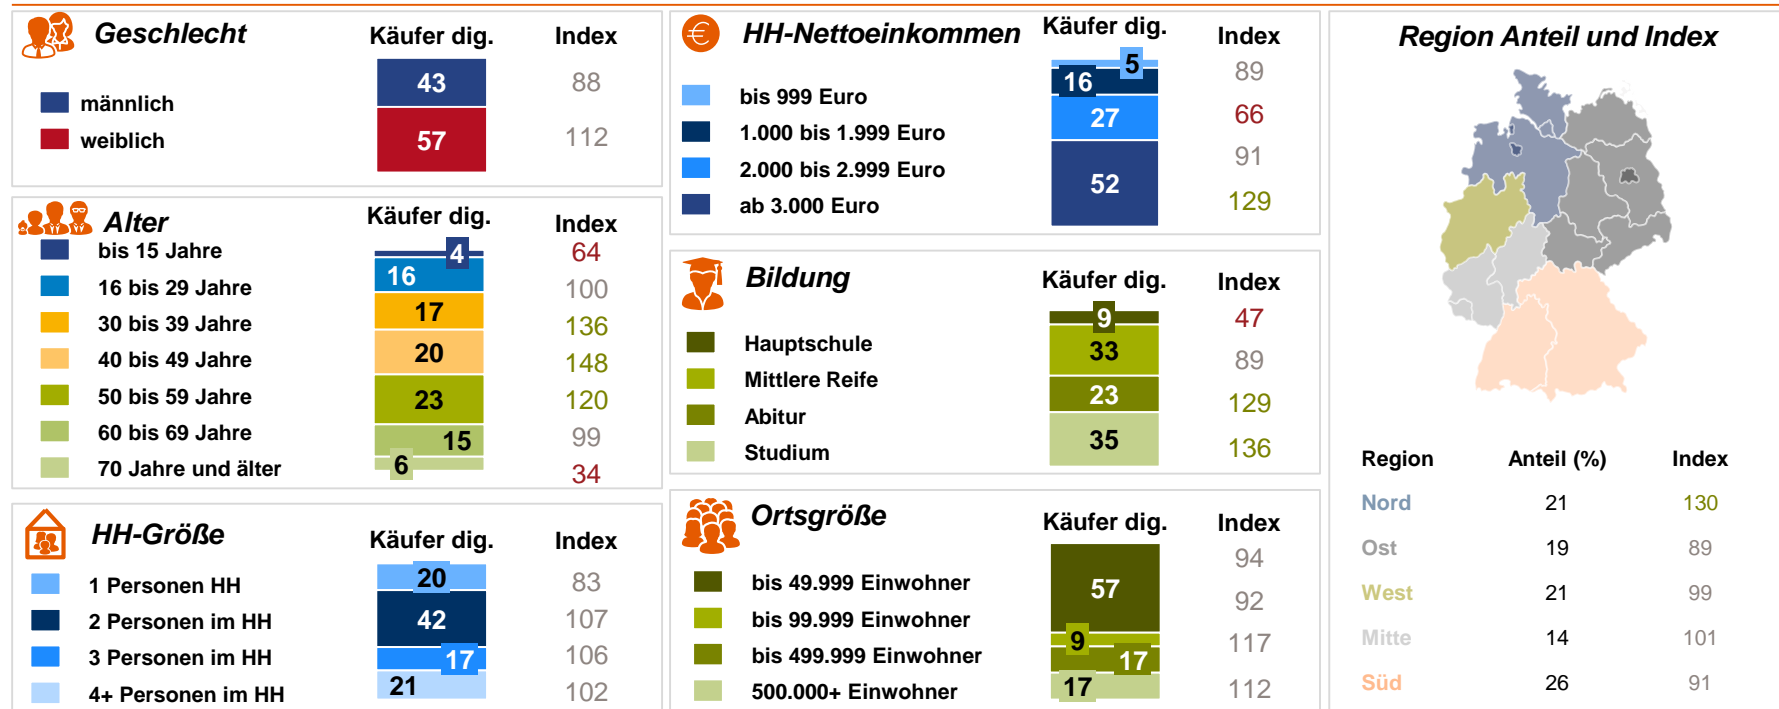 Geschlecht Käufer dig. Index
männlich 43 88
weiblich 57 112
Alter Käufer dig. Index
bis 15 Jahre 4 64
16 bis 29 Jahre 16 100
30 bis 39 Jahre 17 136
40 bis 49 Jahre 20 148
50 bis 59 Jahre 23 120
60 bis 69 Jahre 15 99
70 Jahre und älter 6 34
HH-Größe Käufer dig. Index
1 Personen HH 20 83
2 Personen im HH 42 107
3 Personen im HH 17 106
4+ Personen im HH 21 102
€ HH-Nettoeinkommen Käufer dig. Index
bis 999 Euro 5 89
1.000 bis 1.999 Euro 16 66
2.000 bis 2.999 Euro 27 91
ab 3.000 Euro 52 129
Bildung Käufer dig. Index
Hauptschule 9 47
Mittlere Reife 33 89
Abitur 23 129
Studium 35 136
Ortsgröße Käufer dig. Index
bis 49.999 Einwohner 57 94
bis 99.999 Einwohner 9 92
bis 499.999 Einwohner 17 117
500.000+ Einwohner 17 112
Region Anteil und Index
Region Anteil (%) Index
Nord 21 130
Ost 19 89
West 21 99
Mitte 14 101
Süd 26 91